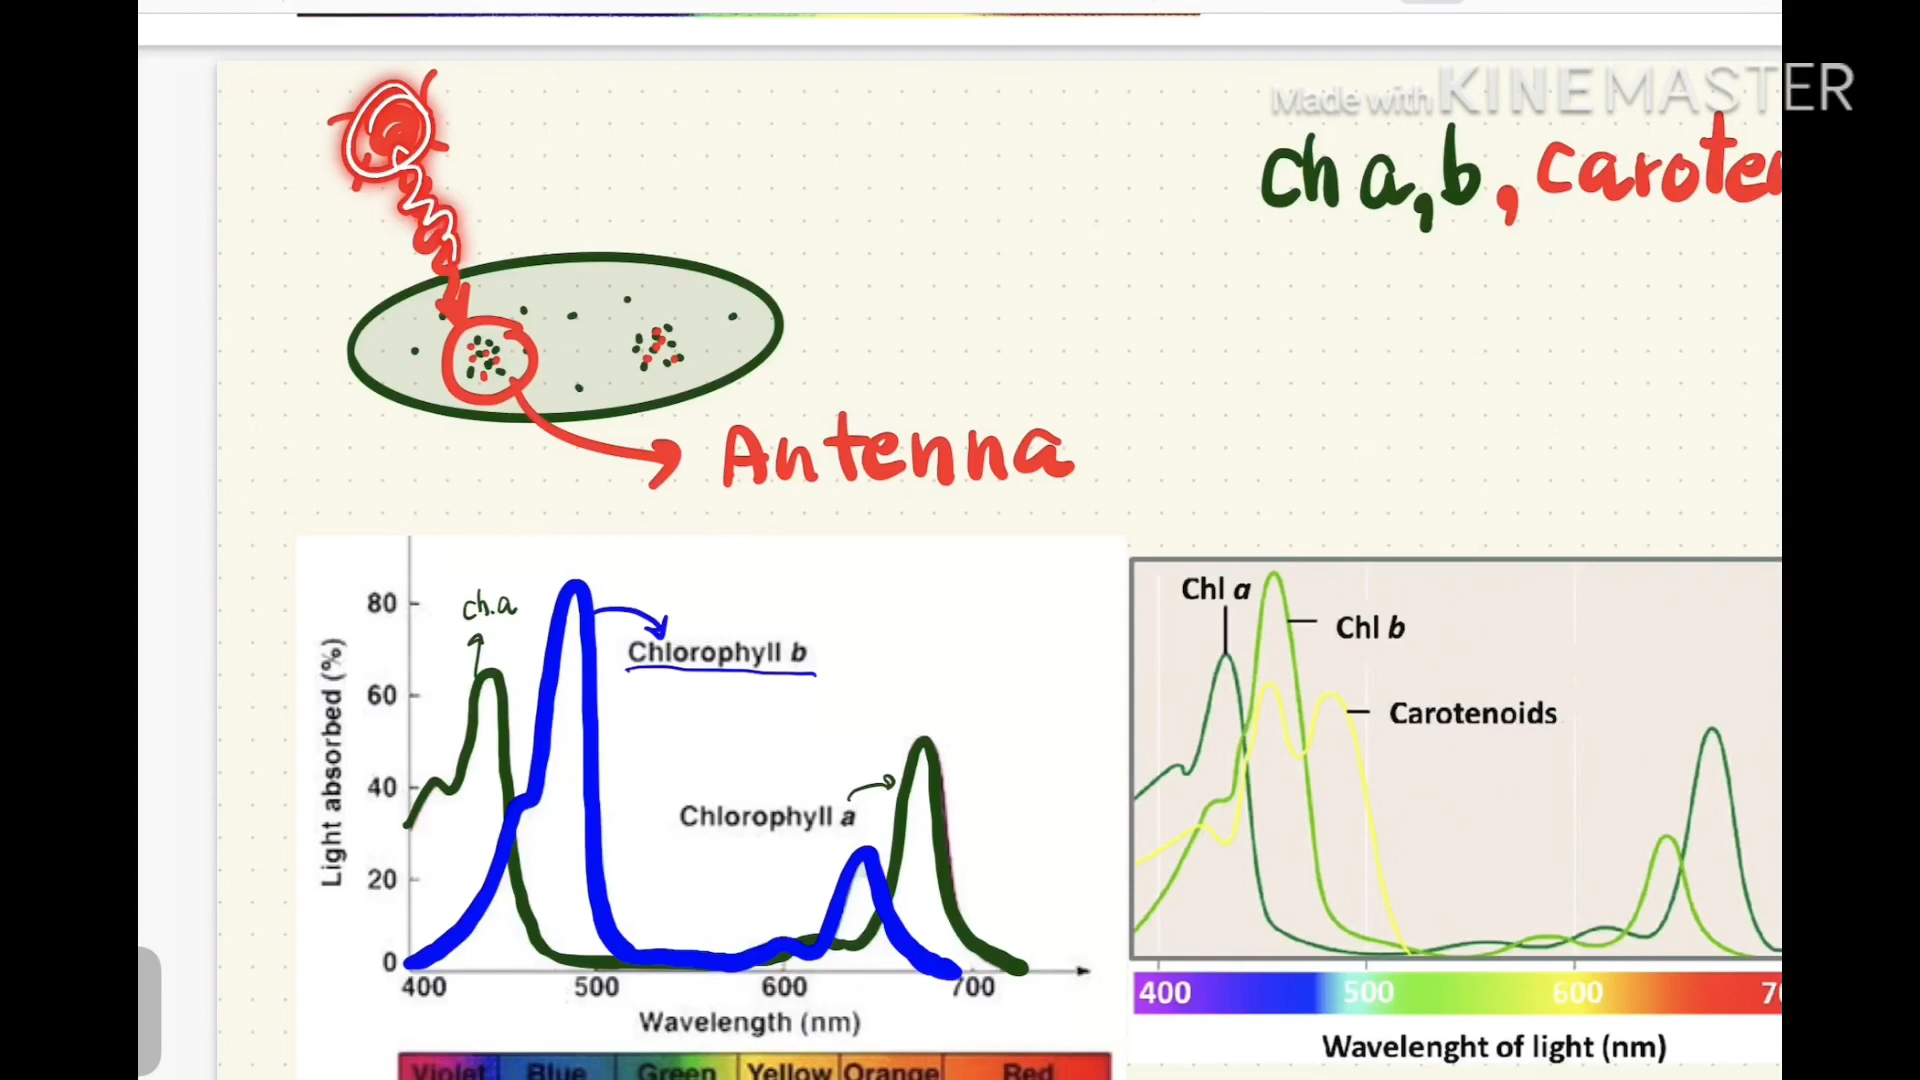 Made with KINEMASTER
ch a,b, caroten
Antenna
80
60
40
20
0
Light absorbed (%)
ch.a
Chlorophyll b
Chlorophyll a
400 500 600 700
Wavelength (nm)
Violet Blue Green Yellow Orange Red
Chl a
Chl b
Carotenoids
400 500 600 70
Wavelenght of light (nm)